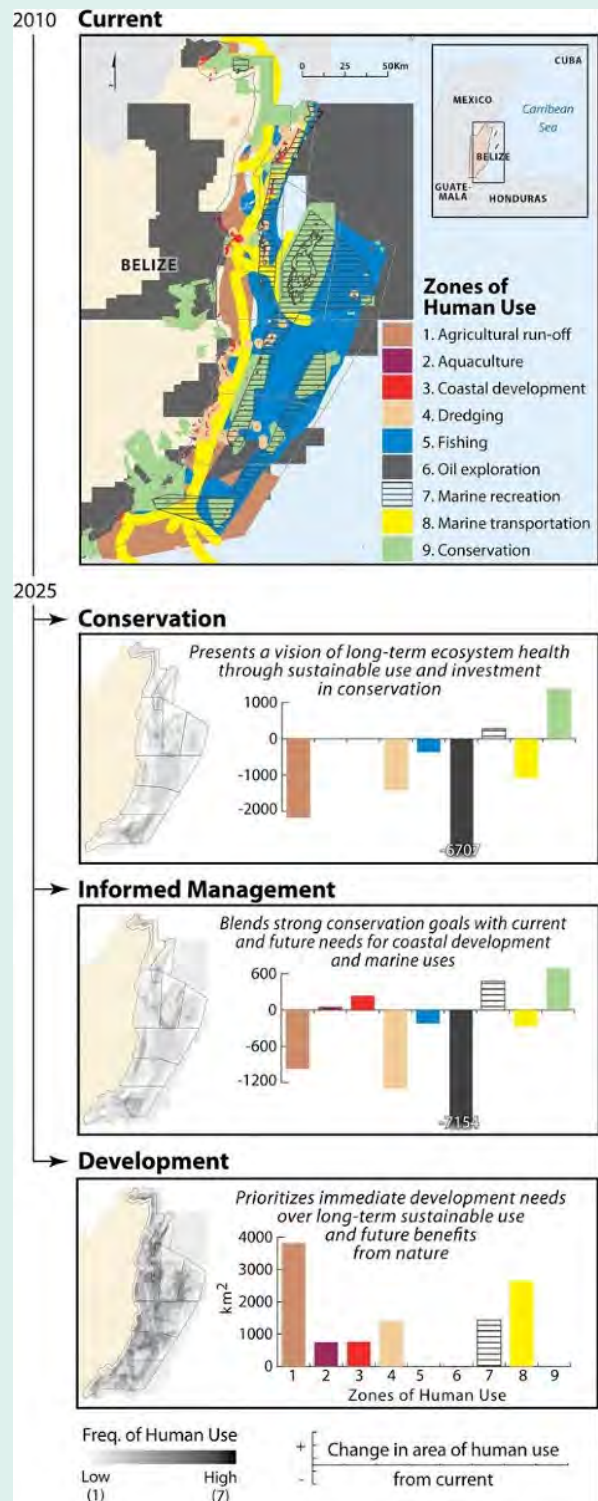 2010 Current
0 25 50Km
CUBA
MEXICO
Carribean
Sea
BELIZE
GUATE-
MALA
HONDURAS
BELIZE
Zones of
Human Use
1. Agricultural run-off
2. Aquaculture
3. Coastal development
4. Dredging
5. Fishing
6. Oil exploration
7. Marine recreation
8. Marine transportation
9. Conservation
2025
Conservation
Presents a vision of long-term ecosystem health
through sustainable use and investment
in conservation
1000
0
-1000
-2000
-6707
Informed Management
Blends strong conservation goals with current
and future needs for coastal development
and marine uses
600
0
-600
-1200
-7154
Development
Prioritizes immediate development needs
over long-term sustainable use
and future benefits
from nature
4000
3000
2000
1000
0
km²
1 2 3 4 5 6 7 8 9
Zones of Human Use
Freq. of Human Use
Low High
(1) (7)
+ Change in area of human use
- from current